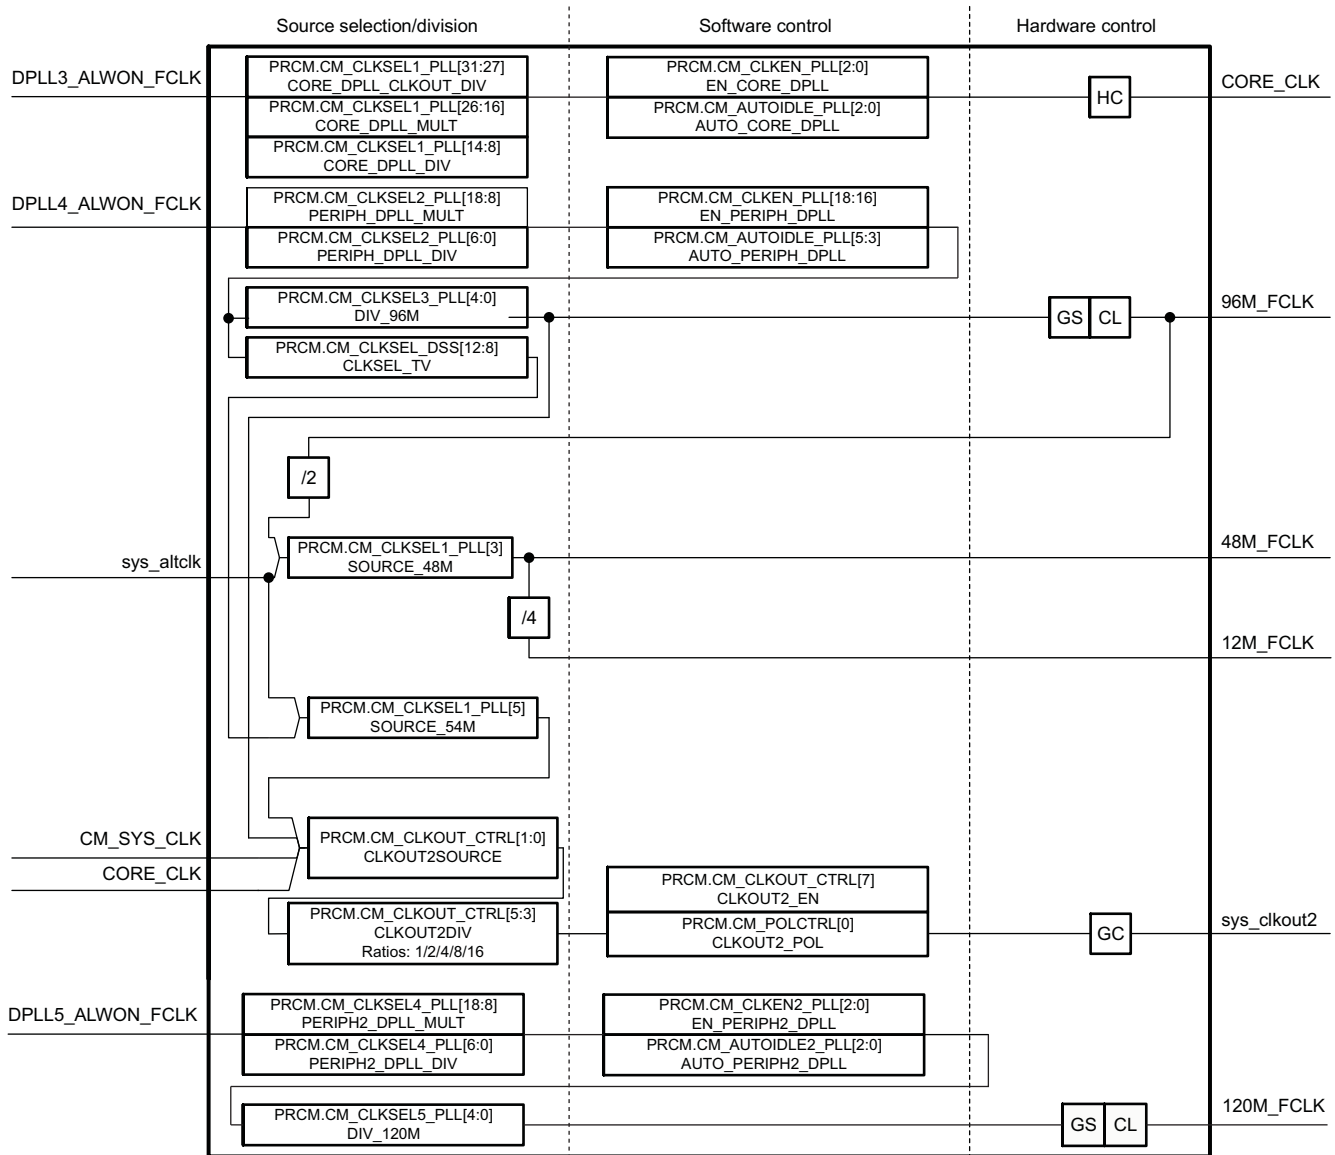 Source selection/division
Software control
Hardware control
DPLL3_ALWON_FCLK
PRCM.CM_CLKSEL1_PLL[31:27]
CORE_DPLL_CLKOUT_DIV
PRCM.CM_CLKSEL1_PLL[26:16]
CORE_DPLL_MULT
PRCM.CM_CLKSEL1_PLL[14:8]
CORE_DPLL_DIV
PRCM.CM_CLKEN_PLL[2:0]
EN_CORE_DPLL
PRCM.CM_AUTOIDLE_PLL[2:0]
AUTO_CORE_DPLL
HC
CORE_CLK
DPLL4_ALWON_FCLK
PRCM.CM_CLKSEL2_PLL[18:8]
PERIPH_DPLL_MULT
PRCM.CM_CLKSEL2_PLL[6:0]
PERIPH_DPLL_DIV
PRCM.CM_CLKEN_PLL[18:16]
EN_PERIPH_DPLL
PRCM.CM_AUTOIDLE_PLL[5:3]
AUTO_PERIPH_DPLL
PRCM.CM_CLKSEL3_PLL[4:0]
DIV_96M
GS
CL
96M_FCLK
PRCM.CM_CLKSEL_DSS[12:8]
CLKSEL_TV
/2
sys_altclk
PRCM.CM_CLKSEL1_PLL[3]
SOURCE_48M
48M_FCLK
/4
12M_FCLK
PRCM.CM_CLKSEL1_PLL[5]
SOURCE_54M
CM_SYS_CLK
CORE_CLK
PRCM.CM_CLKOUT_CTRL[1:0]
CLKOUT2SOURCE
PRCM.CM_CLKOUT_CTRL[5:3]
CLKOUT2DIV
Ratios: 1/2/4/8/16
PRCM.CM_CLKOUT_CTRL[7]
CLKOUT2_EN
PRCM.CM_POLCTRL[0]
CLKOUT2_POL
GC
sys_clkout2
DPLL5_ALWON_FCLK
PRCM.CM_CLKSEL4_PLL[18:8]
PERIPH2_DPLL_MULT
PRCM.CM_CLKSEL4_PLL[6:0]
PERIPH2_DPLL_DIV
PRCM.CM_CLKEN2_PLL[2:0]
EN_PERIPH2_DPLL
PRCM.CM_AUTOIDLE2_PLL[2:0]
AUTO_PERIPH2_DPLL
PRCM.CM_CLKSEL5_PLL[4:0]
DIV_120M
GS
CL
120M_FCLK